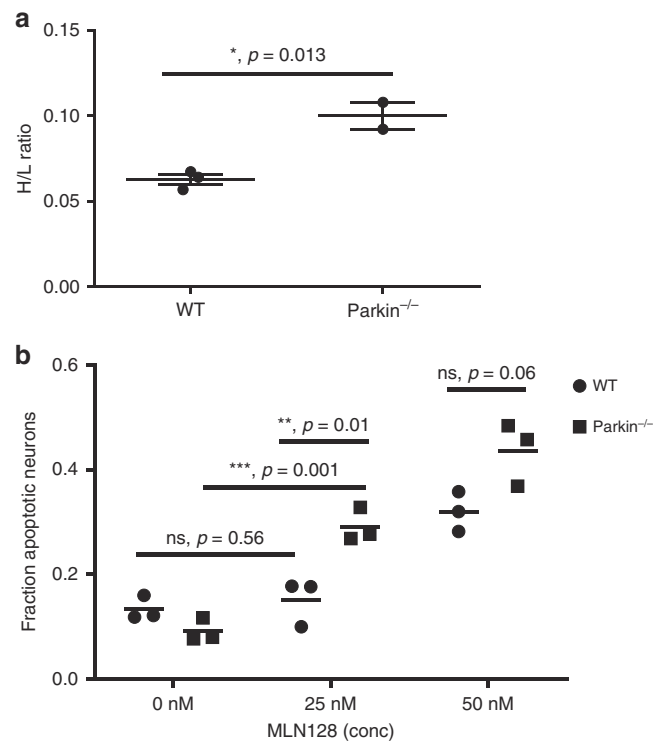 a
0.15
*, p = 0.013
0.10
H/L ratio
0.05
0.00
WT
Parkin–/–
b
0.6
ns, p = 0.06
WT
**, p = 0.01
Parkin–/–
0.4
***, p = 0.001
Fraction apoptotic neurons
ns, p = 0.56
0.2
0.0
0 nM
25 nM
50 nM
MLN128 (conc)